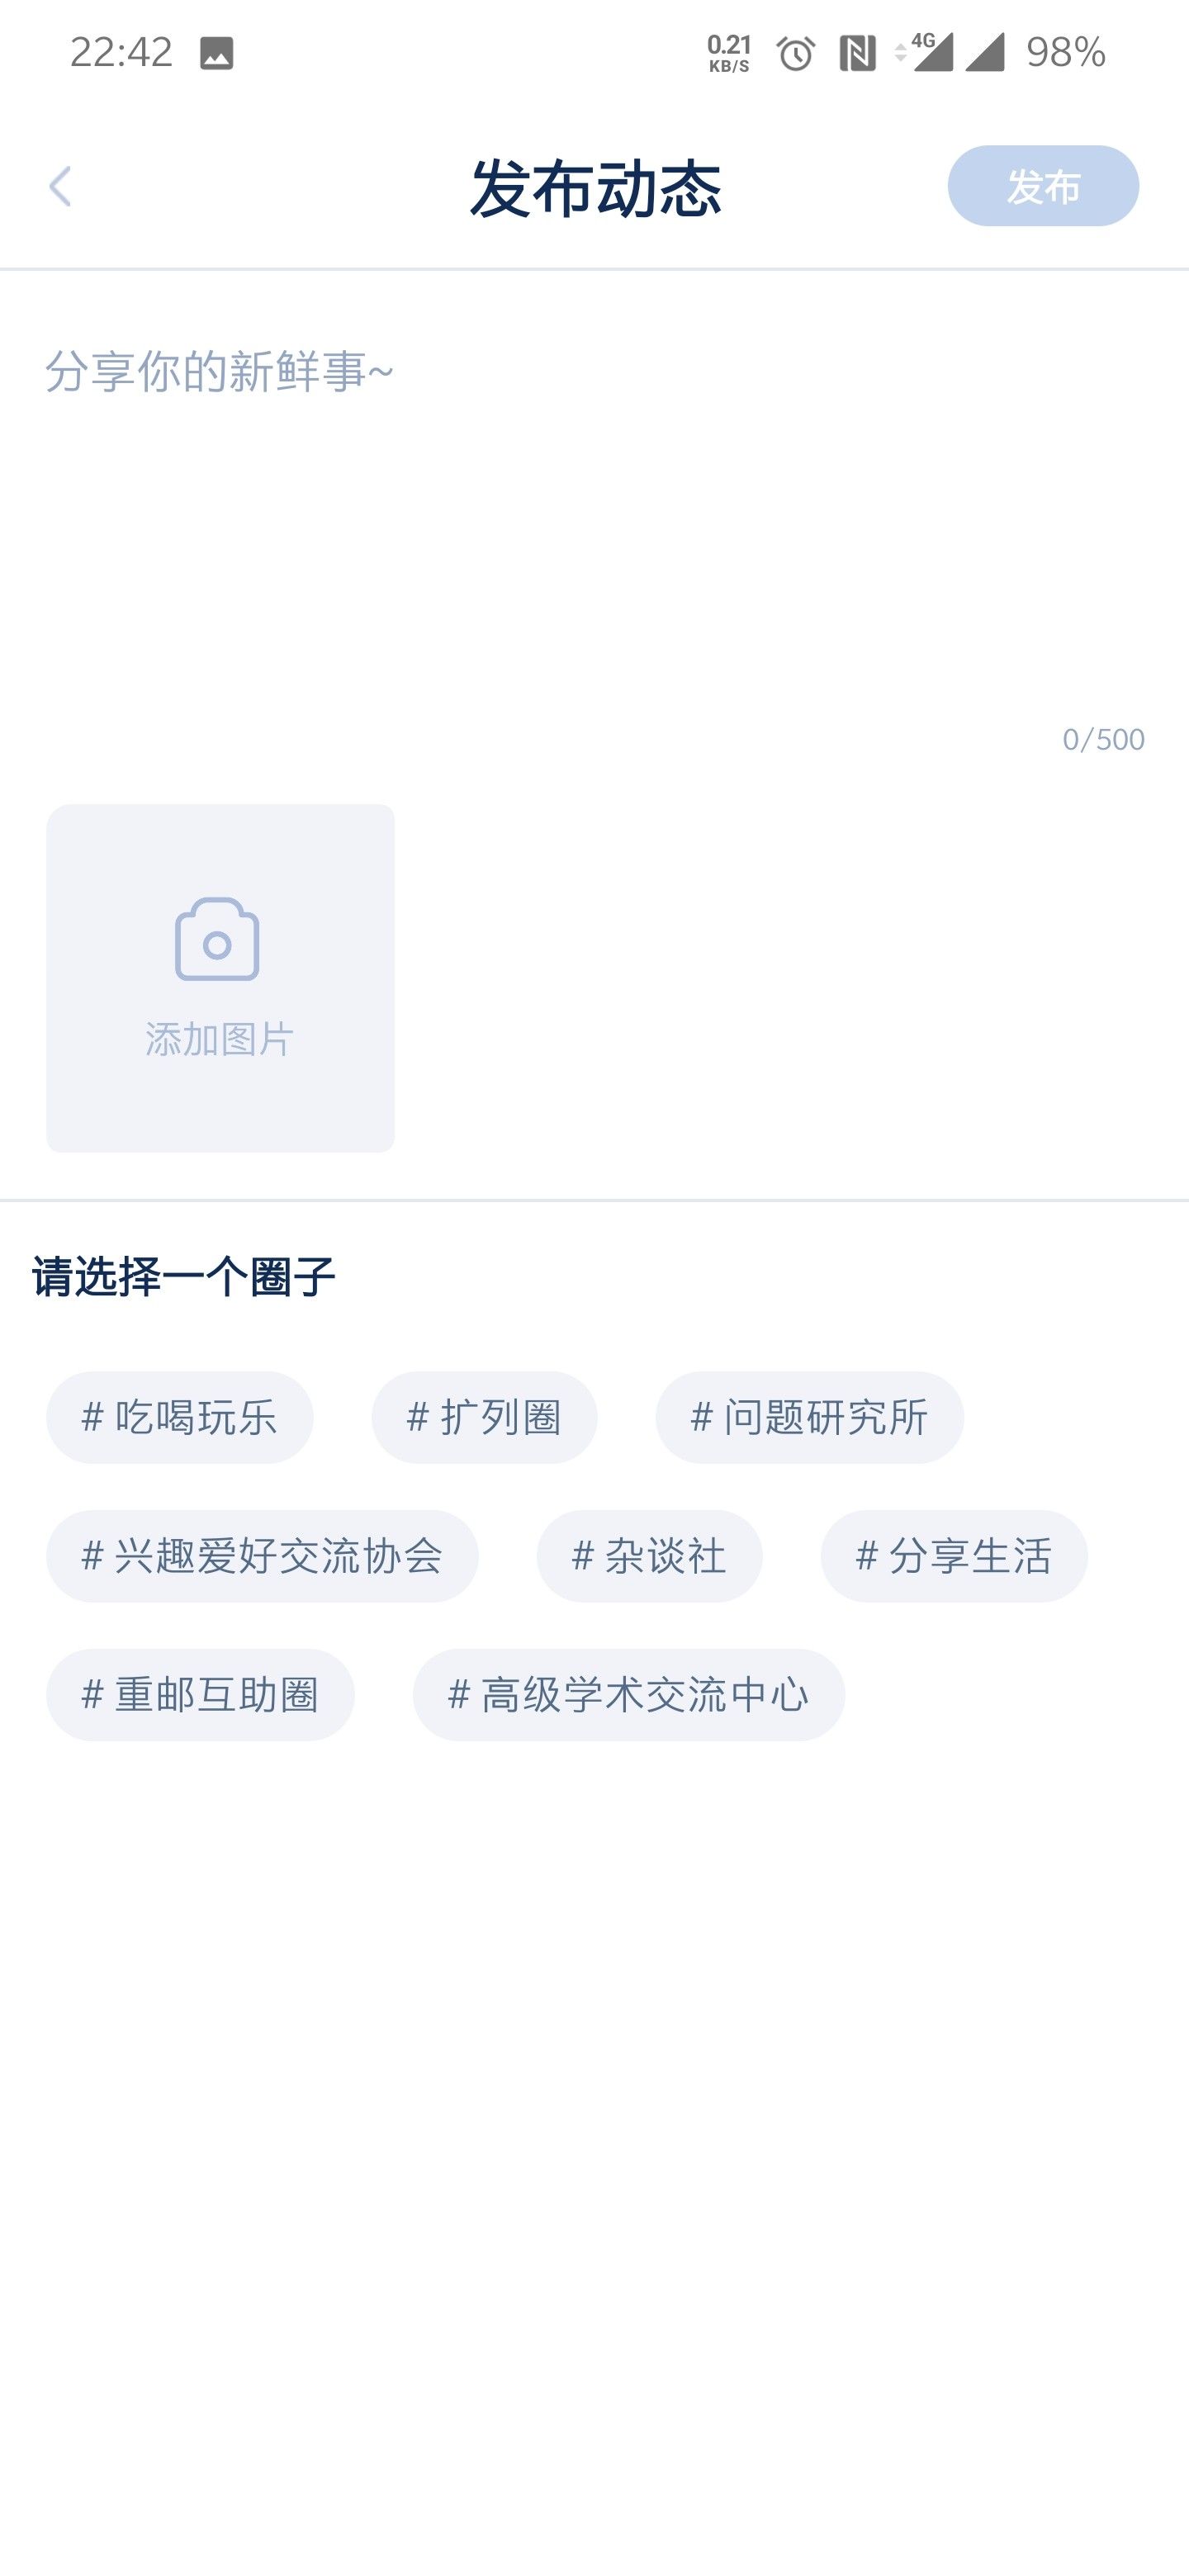 22:42 0.21 KB/S 4G 98%
发布动态 发布
分享你的新鲜事~
0/500
添加图片
请选择一个圈子
# 吃喝玩乐 # 扩列圈 # 问题研究所
# 兴趣爱好交流协会 # 杂谈社 # 分享生活
# 重邮互助圈 # 高级学术交流中心